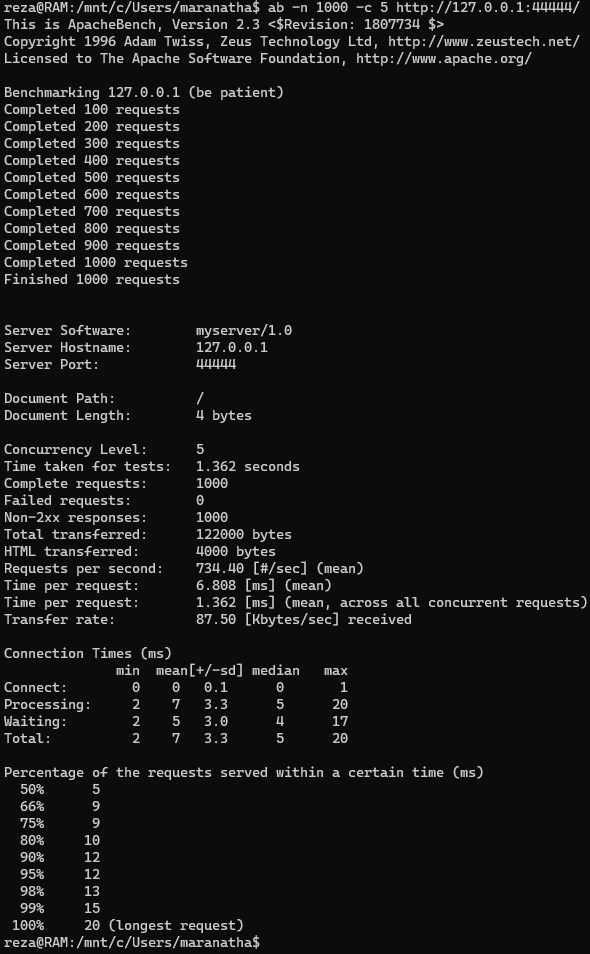 reza@RAM:/mnt/c/Users/maranatha$ ab -n 1000 -c 5 http://127.0.0.1:44444/
This is ApacheBench, Version 2.3 <$Revision: 1807734 $>
Copyright 1996 Adam Twiss, Zeus Technology Ltd, http://www.zeustech.net/
Licensed to The Apache Software Foundation, http://www.apache.org/

Benchmarking 127.0.0.1 (be patient)
Completed 100 requests
Completed 200 requests
Completed 300 requests
Completed 400 requests
Completed 500 requests
Completed 600 requests
Completed 700 requests
Completed 800 requests
Completed 900 requests
Completed 1000 requests
Finished 1000 requests


Server Software:        myserver/1.0
Server Hostname:        127.0.0.1
Server Port:            44444

Document Path:          /
Document Length:        4 bytes

Concurrency Level:      5
Time taken for tests:   1.362 seconds
Complete requests:      1000
Failed requests:        0
Non-2xx responses:      1000
Total transferred:      122000 bytes
HTML transferred:       4000 bytes
Requests per second:    734.40 [#/sec] (mean)
Time per request:       6.808 [ms] (mean)
Time per request:       1.362 [ms] (mean, across all concurrent requests)
Transfer rate:          87.50 [Kbytes/sec] received

Connection Times (ms)
              min  mean[+/-sd] median   max
Connect:        0    0   0.1      0       1
Processing:     2    7   3.3      5      20
Waiting:        2    5   3.0      4      17
Total:          2    7   3.3      5      20

Percentage of the requests served within a certain time (ms)
  50%      5
  66%      9
  75%      9
  80%     10
  90%     12
  95%     12
  98%     13
  99%     15
 100%     20 (longest request)
reza@RAM:/mnt/c/Users/maranatha$